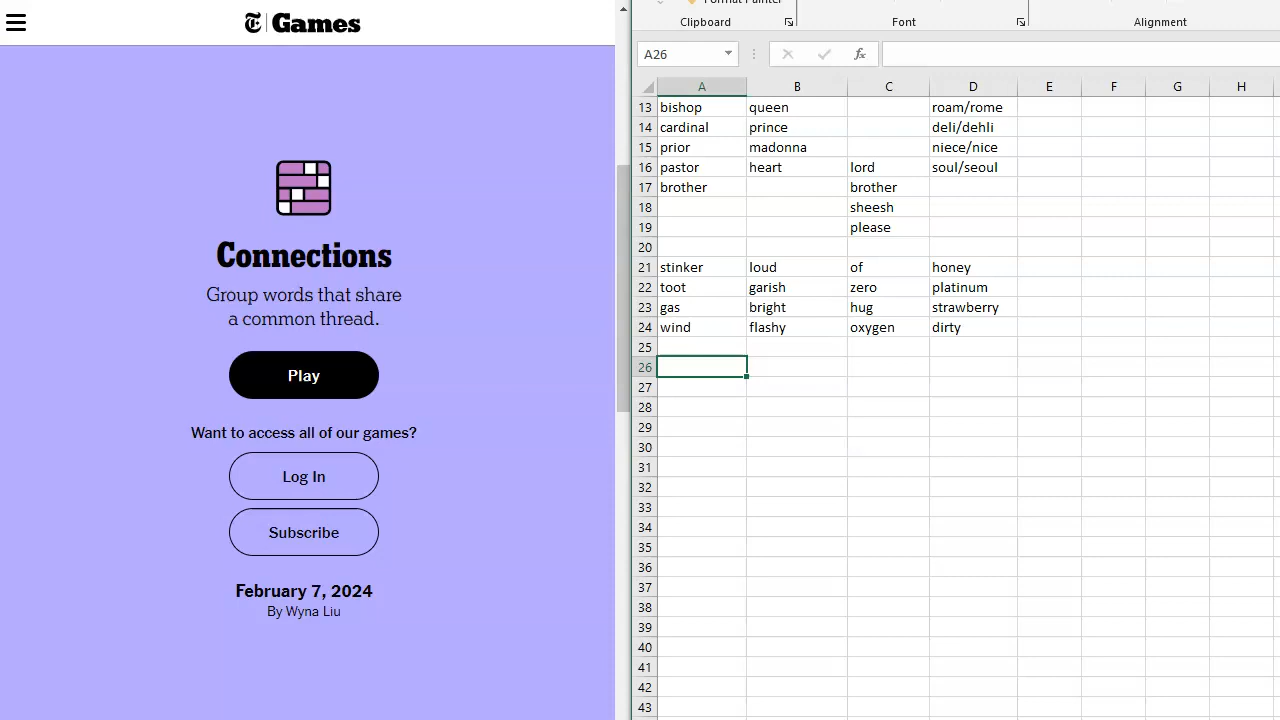 T Games
Connections
Group words that share
a common thread.
Play
Want to access all of our games?
Log In
Subscribe
February 7, 2024
By Wyna Liu
Format Painter
Clipboard Font Alignment
A26 fx
A B C D E F G H
13 bishop queen roam/rome
14 cardinal prince deli/dehli
15 prior madonna niece/nice
16 pastor heart lord soul/seoul
17 brother brother
18 sheesh
19 please
20
21 stinker loud of honey
22 toot garish zero platinum
23 gas bright hug strawberry
24 wind flashy oxygen dirty
25
26
27
28
29
30
31
32
33
34
35
36
37
38
39
40
41
42
43